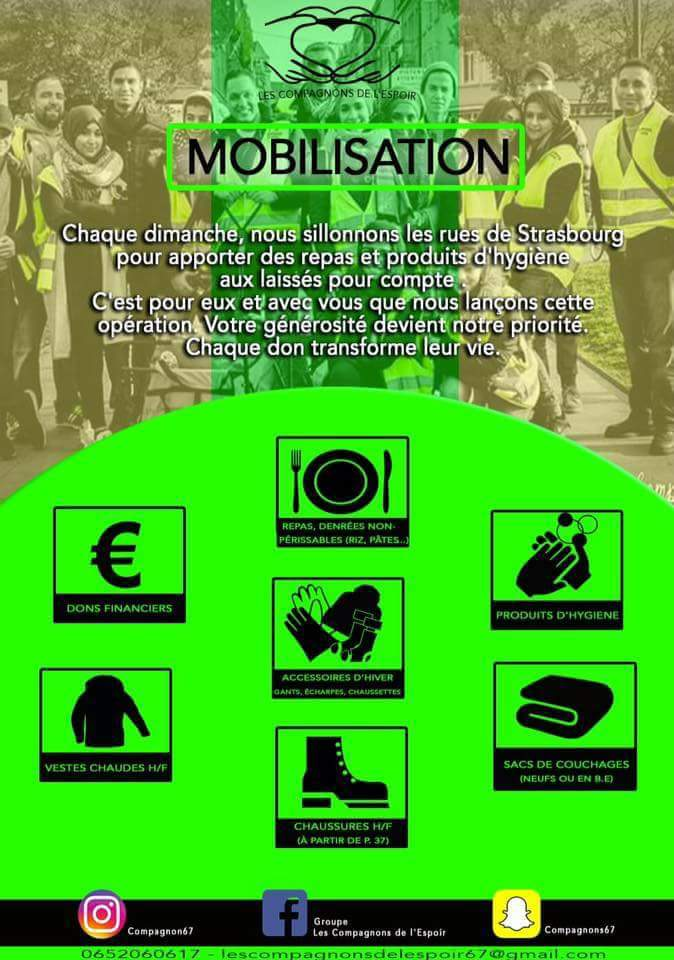 LES COMPAGNONS DE L'ESPOIR
MOBILISATION
Chaque dimanche, nous sillonnons les rues de Strasbourg
pour apporter des repas et produits d'hygiène
aux laissés pour compte .
C'est pour eux et avec vous que nous lançons cette
opération. Votre générosité devient notre priorité.
Chaque don transforme leur vie.
REPAS, DENRÉES NON-
PÉRISSABLES (RIZ, PÂTES...)
DONS FINANCIERS
PRODUITS D'HYGIENE
ACCESSOIRES D'HIVER
GANTS, ÉCHARPES, CHAUSSETTES
VESTES CHAUDES H/F
SACS DE COUCHAGES
(NEUFS OU EN B.E)
CHAUSSURES H/F
(À PARTIR DE P. 37)
Compagnon67
Groupe
Les Compagnons de l'Espoir
Compagnons67
0652060617 - lescompagnonsdelespoir67@gmail.com